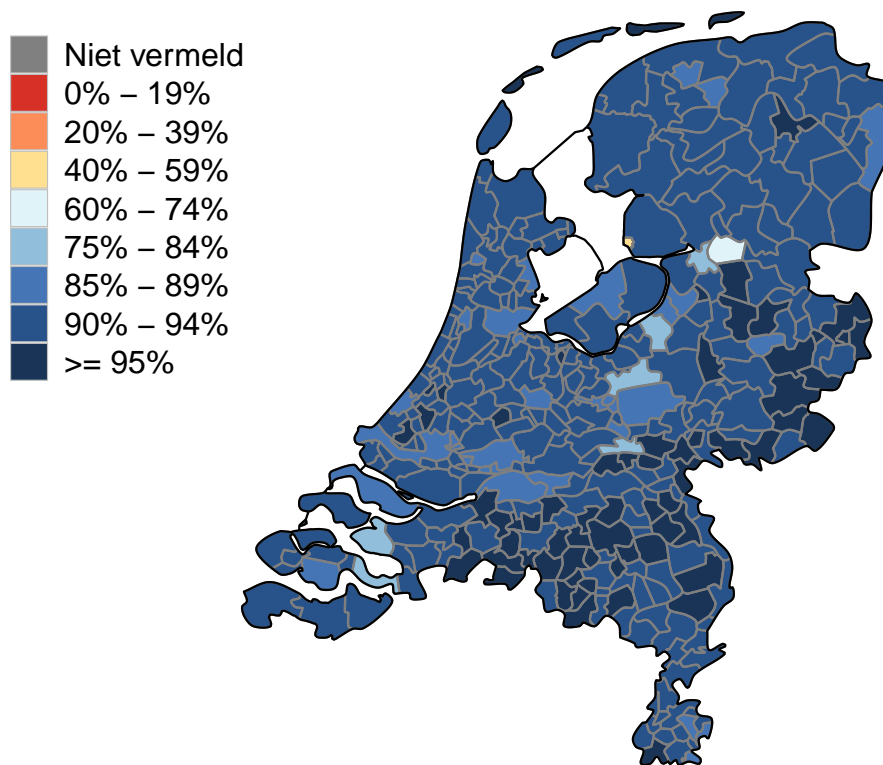 Niet vermeld
0% – 19%
20% – 39%
40% – 59%
60% – 74%
75% – 84%
85% – 89%
90% – 94%
>= 95%